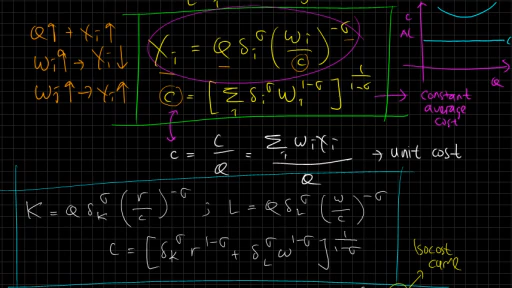 Q↑ → X_i↑
w_i↑ → X_i↓
w_j↑ → X_i↑
X_i = Q δ_i^σ (w_i / c)^{-σ}
c = [Σ_i δ_i^σ w_i^{1-σ}]^{1/(1-σ)} → constant average cost
c = C/Q = Σ_i w_i X_i / Q → unit cost
K = Q δ_K^σ (r/c)^{-σ} ; L = Q δ_L^σ (w/c)^{-σ}
c = [δ_K^σ r^{1-σ} + δ_L^σ w^{1-σ}]^{1/(1-σ)}
C
AC
c
Q
Isocost
curve